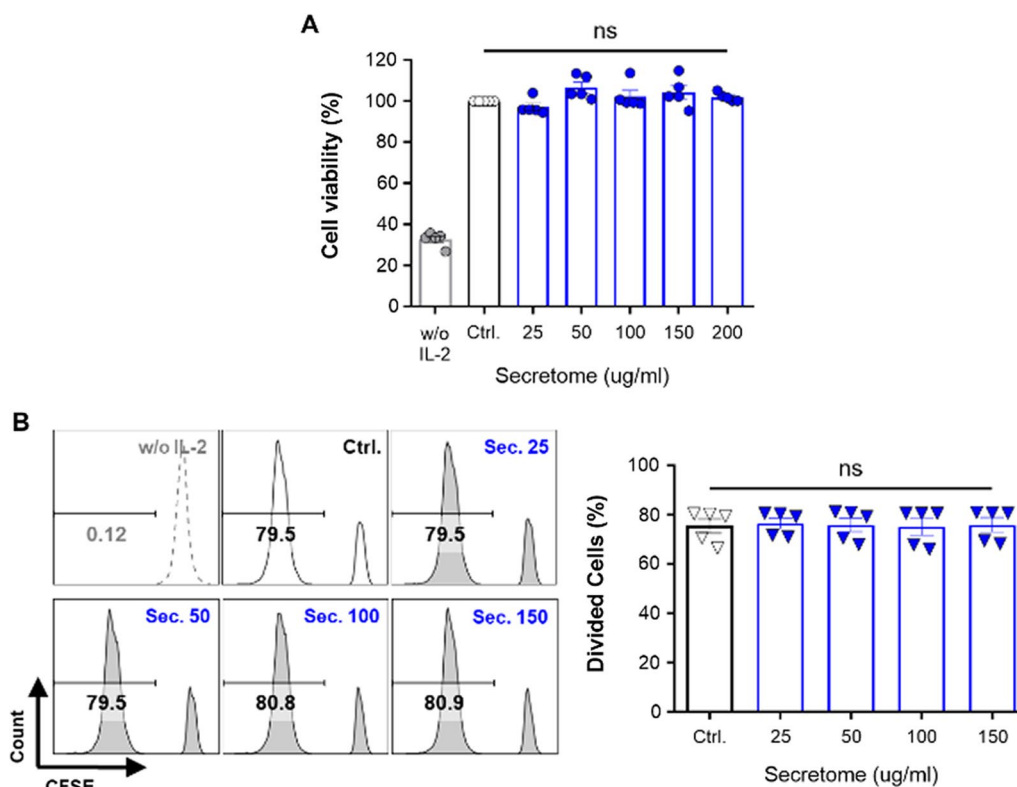 A
ns
Cell viability (%)
120
100
80
60
40
20
0
w/o
IL-2
Ctrl.
25
50
100
150
200
Secretome (ug/ml)
B
w/o IL-2
0.12
Ctrl.
79.5
Sec. 25
79.5
Sec. 50
79.5
Sec. 100
80.8
Sec. 150
80.9
Count
CFSE
ns
Divided Cells (%)
100
80
60
40
20
0
Ctrl.
25
50
100
150
Secretome (ug/ml)